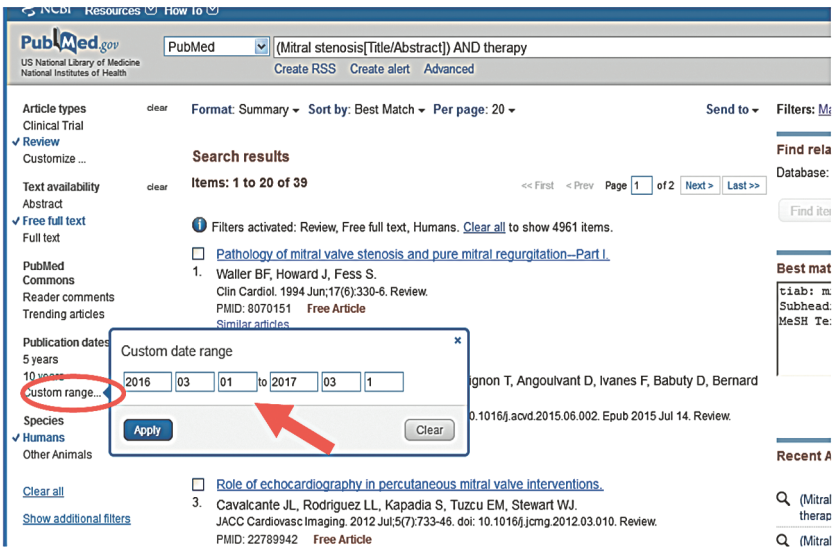 NCBI Resources How To
PubMed.gov
US National Library of Medicine
National Institutes of Health
PubMed
(Mitral stenosis[Title/Abstract]) AND therapy
Create RSS Create alert Advanced
Article types clear
Clinical Trial
Review
Customize ...
Text availability clear
Abstract
Free full text
Full text
PubMed
Commons
Reader comments
Trending articles
Publication dates
5 years
10 years
Custom range...
Species
Humans
Other Animals
Clear all
Show additional filters
Format: Summary Sort by: Best Match Per page: 20 Send to
Search results
Items: 1 to 20 of 39
<< First < Prev Page 1 of 2 Next > Last >>
Filters activated: Review, Free full text, Humans. Clear all to show 4961 items.
Pathology of mitral valve stenosis and pure mitral regurgitation--Part I.
1. Waller BF, Howard J, Fess S.
Clin Cardiol. 1994 Jun;17(6):330-6. Review.
PMID: 8070151 Free Article
Similar articles
Custom date range ×
2016 03 01 to 2017 03 1
Apply Clear
ignon T, Angoulvant D, Ivanes F, Babuty D, Bernard
0.1016/j.acvd.2015.06.002. Epub 2015 Jul 14. Review.
Role of echocardiography in percutaneous mitral valve interventions.
3. Cavalcante JL, Rodriguez LL, Kapadia S, Tuzcu EM, Stewart WJ.
JACC Cardiovasc Imaging. 2012 Jul;5(7):733-46. doi: 10.1016/j.jcmg.2012.03.010. Review.
PMID: 22789942 Free Article
Filters: Ma
Find rela
Database:
Find ite
Best mat
tiab: m
Subhead
MeSH Te
Recent A
(Mitral
therap
(Mitral